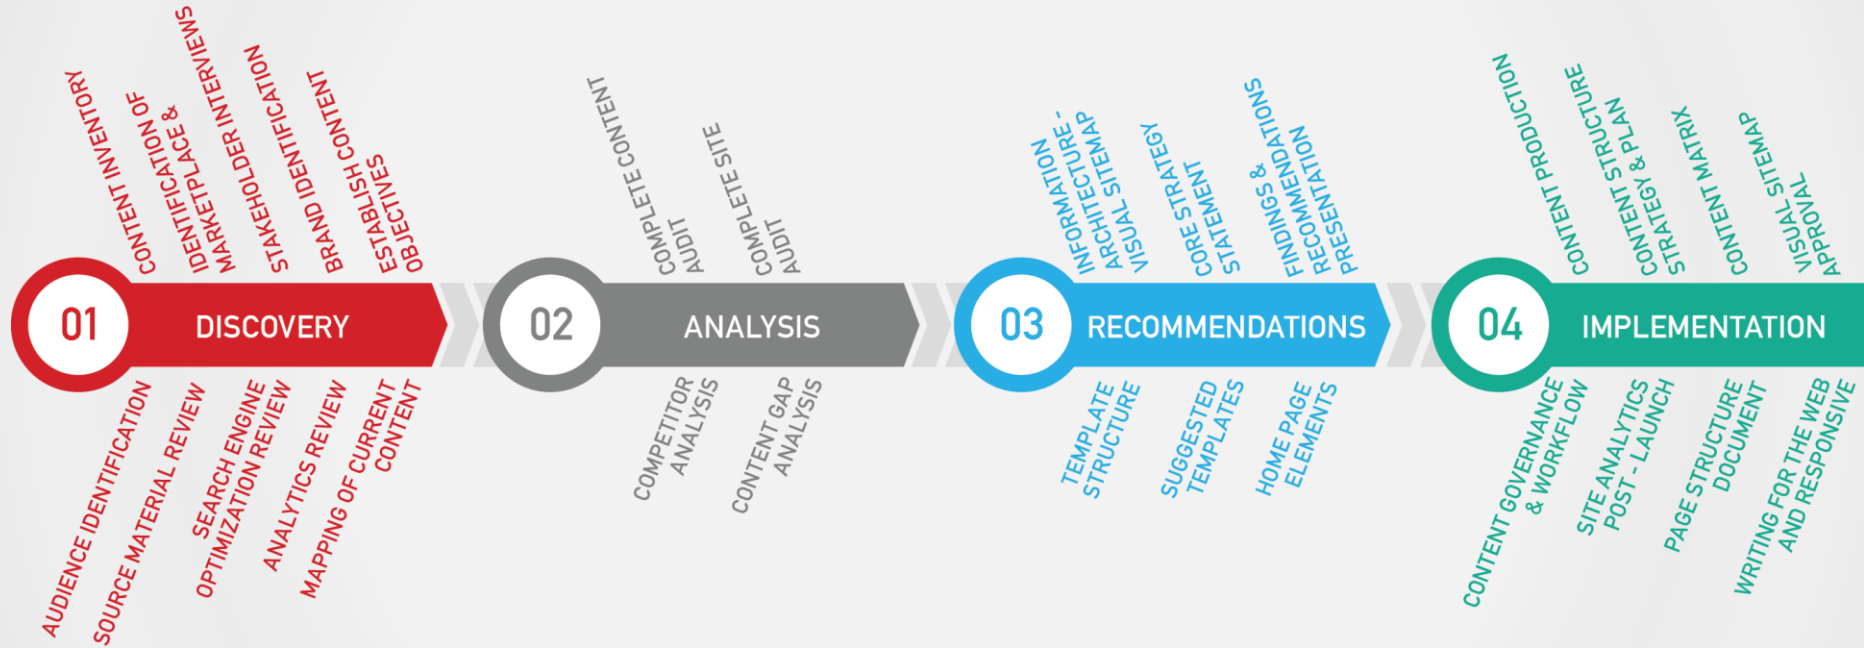 CONTENT INVENTORY
IDENTIFICATION OF
MARKETPLACE &
STAKEHOLDER INTERVIEWS
BRAND IDENTIFICATION
ESTABLISH CONTENT
OBJECTIVES
01
DISCOVERY
AUDIENCE IDENTIFICATION
SOURCE MATERIAL REVIEW
SEARCH ENGINE
OPTIMIZATION REVIEW
ANALYTICS REVIEW
MAPPING OF CURRENT
CONTENT
COMPLETE CONTENT
AUDIT
COMPLETE SITE
AUDIT
02
ANALYSIS
COMPETITOR
ANALYSIS
CONTENT GAP
ANALYSIS
INFORMATION
ARCHITECTURE -
VISUAL SITEMAP
CORE STRATEGY
STATEMENT
FINDINGS &
RECOMMENDATIONS
PRESENTATION
03
RECOMMENDATIONS
TEMPLATE
STRUCTURE
SUGGESTED
TEMPLATES
HOME PAGE
ELEMENTS
CONTENT PRODUCTION
CONTENT STRUCTURE
STRATEGY & PLAN
CONTENT MATRIX
VISUAL SITEMAP
APPROVAL
04
IMPLEMENTATION
CONTENT GOVERNANCE
& WORKFLOW
SITE ANALYTICS
POST - LAUNCH
PAGE STRUCTURE
DOCUMENT
WRITING FOR THE WEB
AND RESPONSIVE